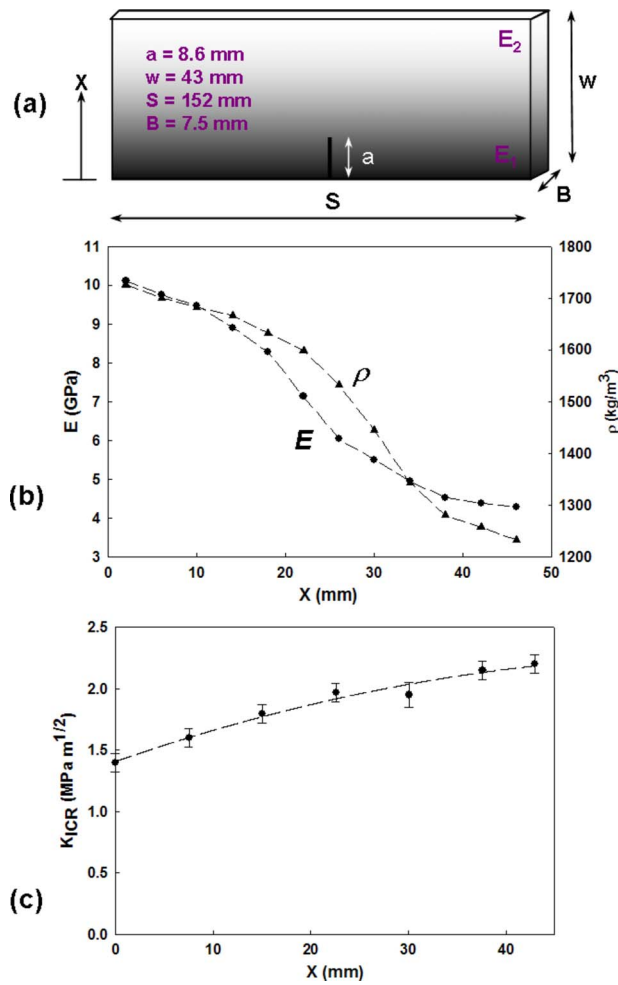 a = 8.6 mm
w = 43 mm
S = 152 mm
B = 7.5 mm
E2
X
(a)
W
E1
a
B
S
11
10
9
8
7
6
5
4
3
E (GPa)
1800
1700
1600
1500
1400
1300
1200
ρ (kg/m³)
ρ
E
(b)
0 10 20 30 40 50
X (mm)
2.5
2.0
1.5
1.0
0.5
0.0
K_ICR (MPa m^1/2)
(c)
0 10 20 30 40
X (mm)